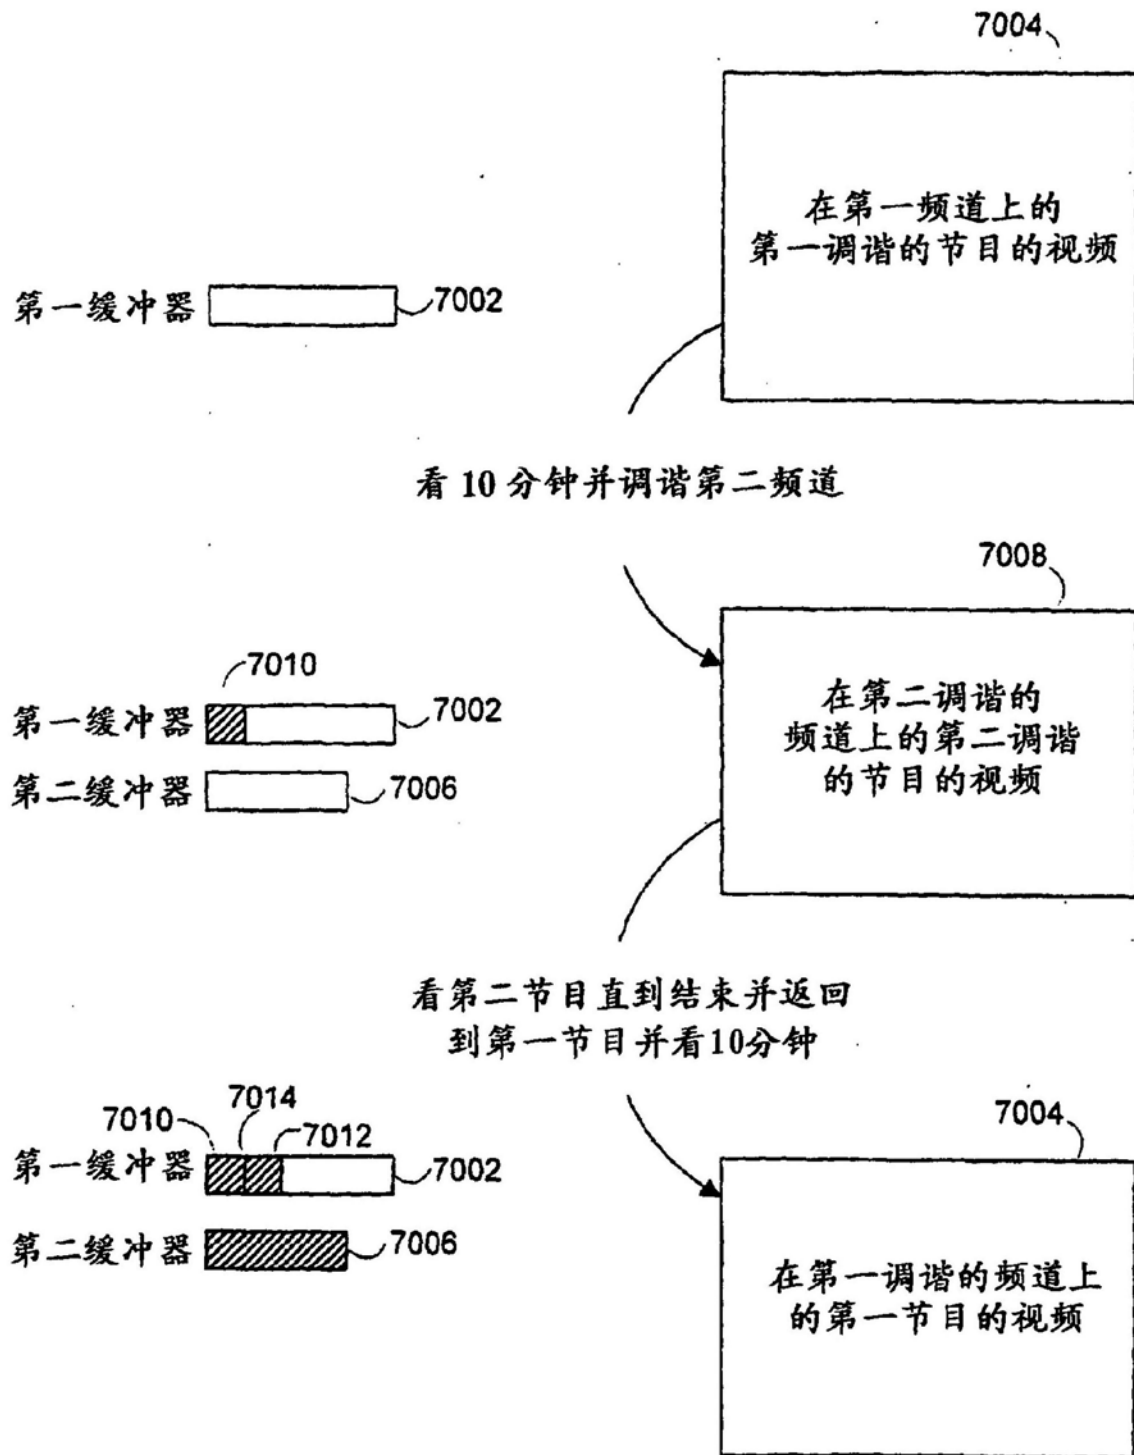 7004
在第一频道上的
第一调谐的节目的视频
第一缓冲器 7002
看 10 分钟并调谐第二频道
7008
7010
第一缓冲器 7002
第二缓冲器 7006
在第二调谐的
频道上的第二调谐
的节目的视频
看第二节目直到结束并返回
到第一节目并看10分钟
7010 7014 7012
第一缓冲器 7002
第二缓冲器 7006
7004
在第一调谐的频道上
的第一节目的视频